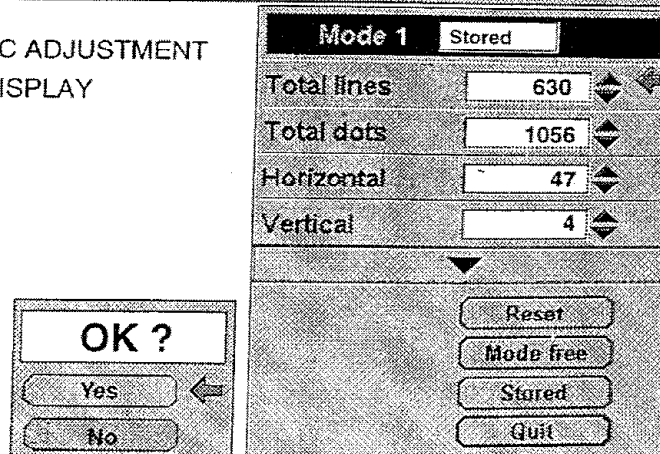 C ADJUSTMENT
ISPLAY
Mode 1 Stored
Total lines 630
Total dots 1056
Horizontal 47
Vertical 4
Reset
Mode free
Stored
Quit
OK ?
Yes
No